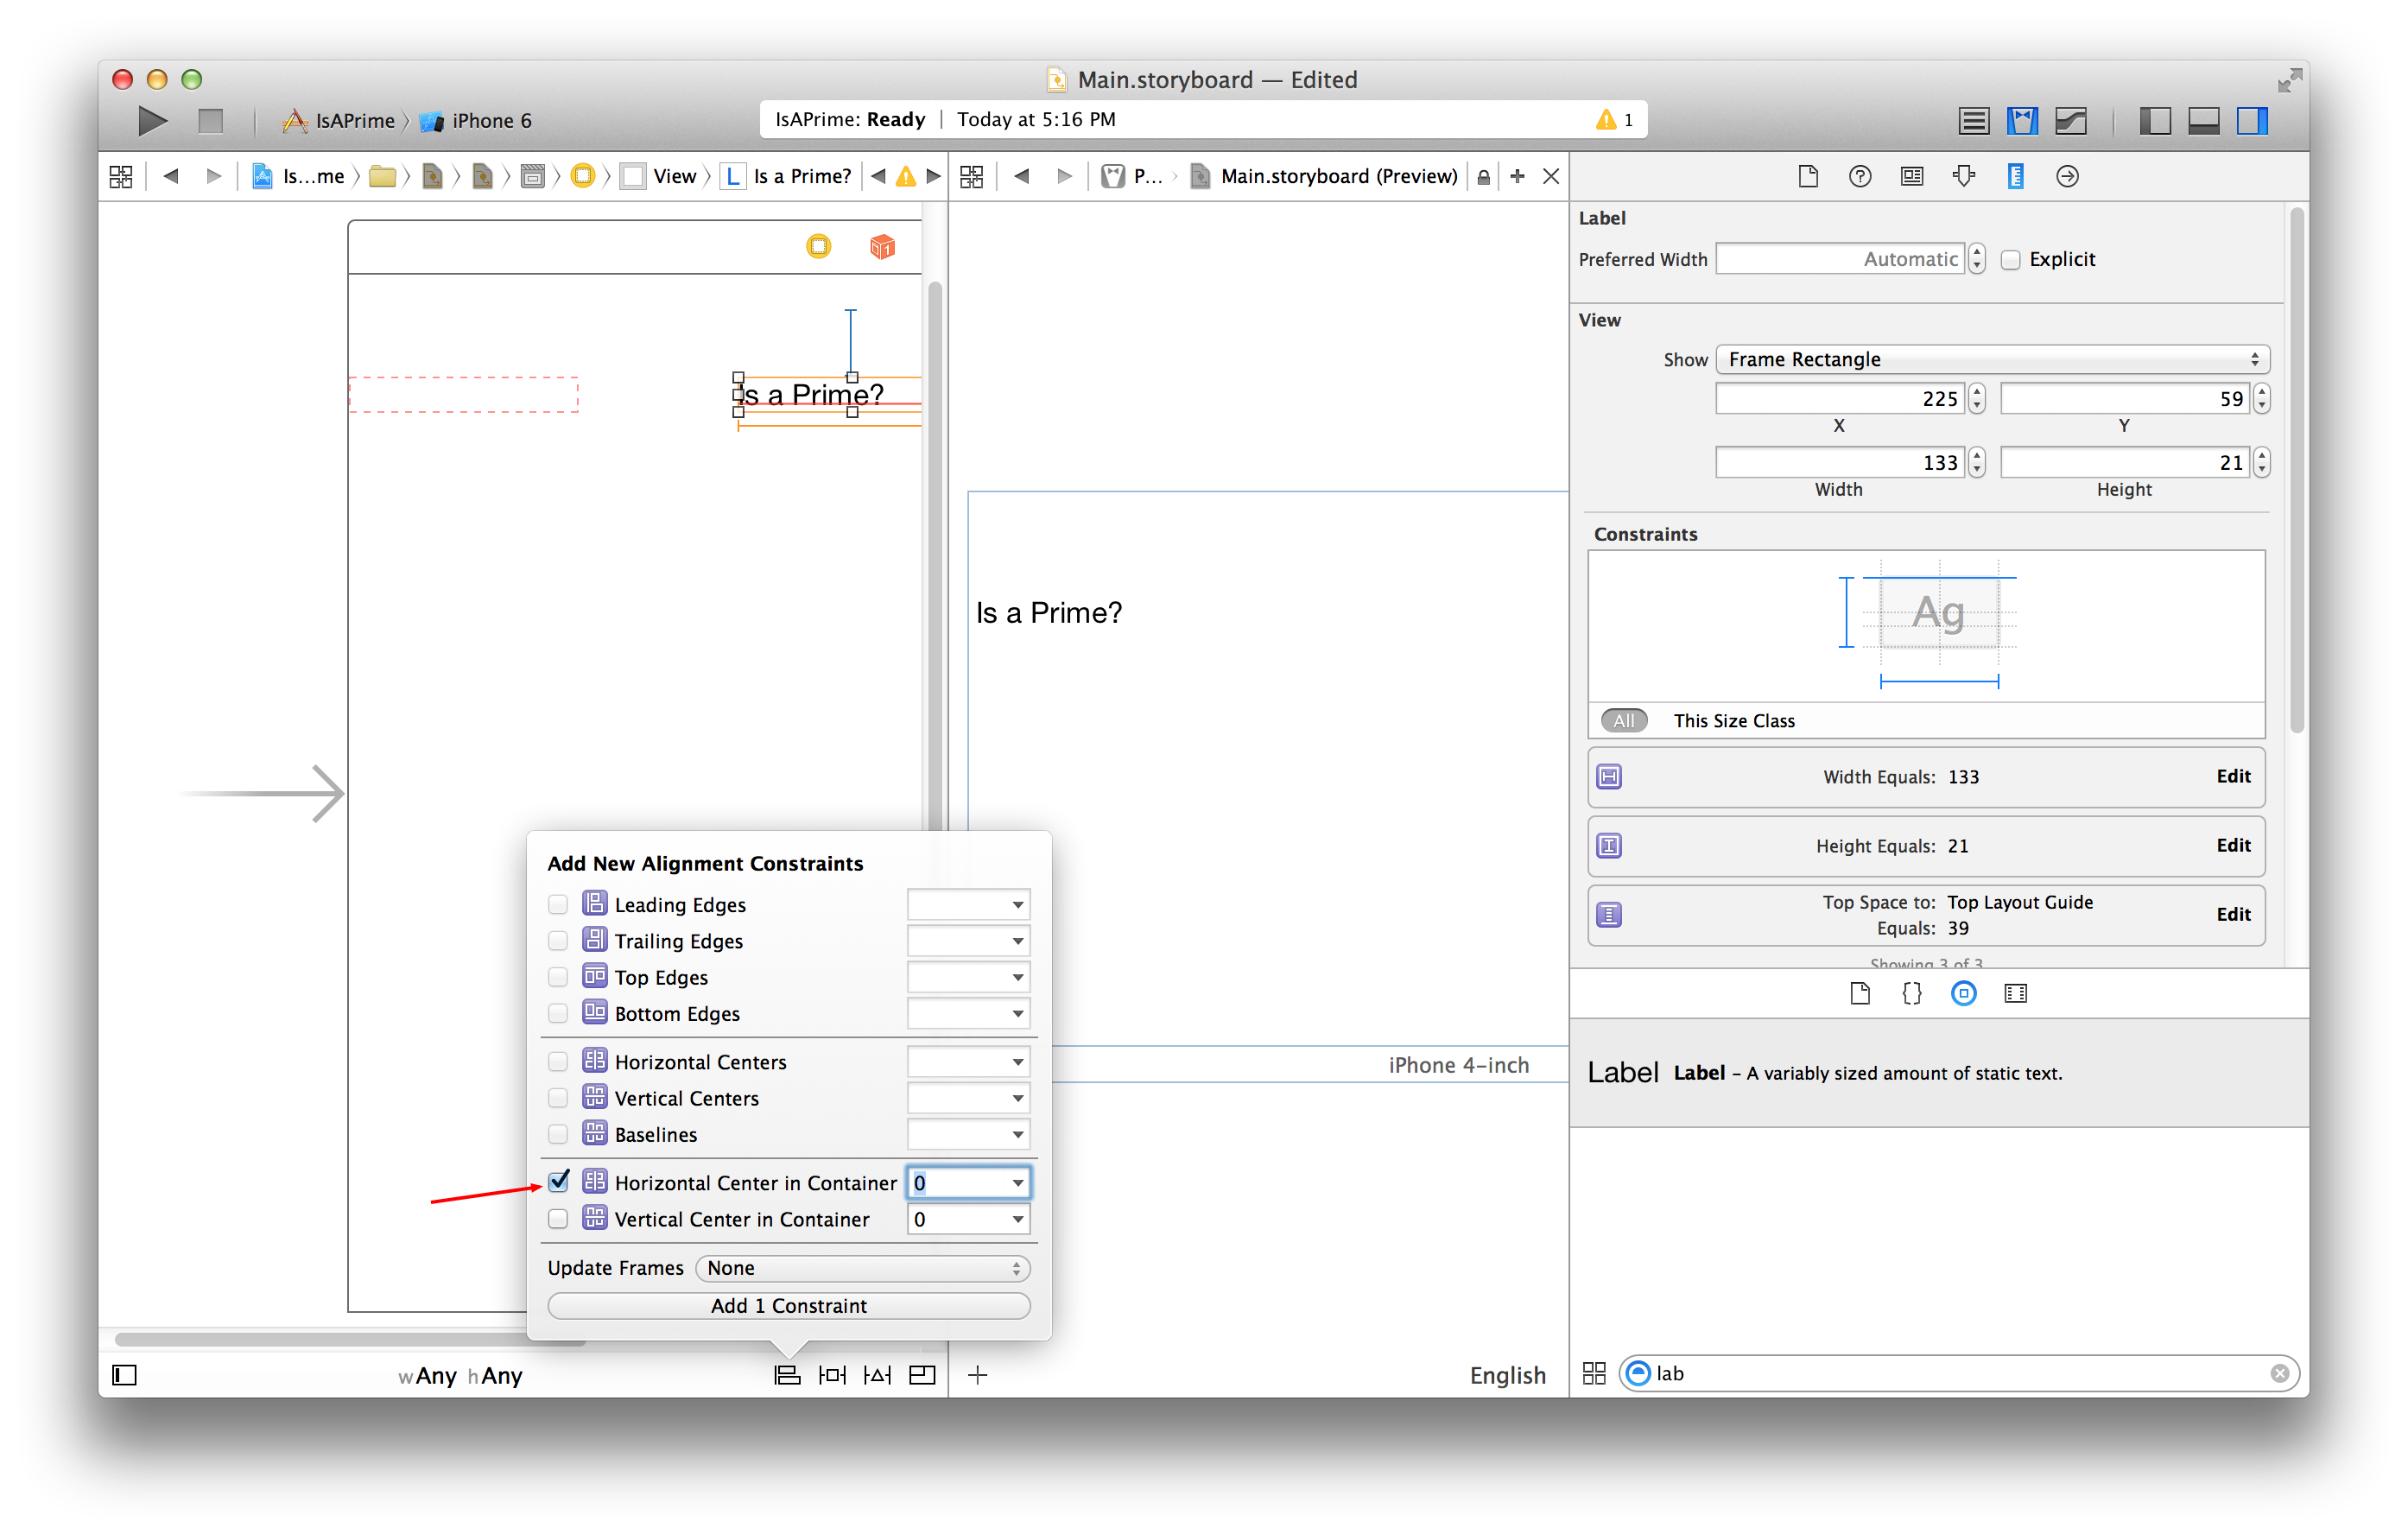 Main.storyboard — Edited
IsAPrime iPhone 6
IsAPrime: Ready | Today at 5:16 PM
1
Is...me View L Is a Prime?
P... Main.storyboard (Preview)
Is a Prime?
Is a Prime?
iPhone 4-inch
Add New Alignment Constraints
Leading Edges
Trailing Edges
Top Edges
Bottom Edges
Horizontal Centers
Vertical Centers
Baselines
Horizontal Center in Container 0
Vertical Center in Container 0
Update Frames None
Add 1 Constraint
wAny hAny
English
Label
Preferred Width Automatic Explicit
View
Show Frame Rectangle
225 59
X Y
133 21
Width Height
Constraints
Ag
All This Size Class
Width Equals: 133 Edit
Height Equals: 21 Edit
Top Space to: Top Layout Guide
Equals: 39 Edit
Showing 3 of 3
{}
Label Label – A variably sized amount of static text.
lab